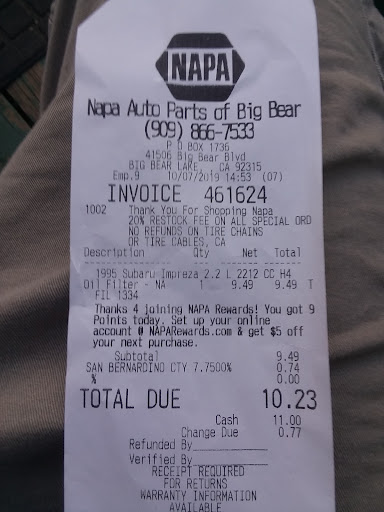 NAPA
Napa Auto Parts of Big Bear
(909) 866-7533
P O BOX 1736
41506 Big Bear Blvd
BIG BEAR LAKE, CA 92315
Emp.9 10/07/2019 14:53 (07)
INVOICE 461624
1002 Thank You For Shopping Napa
20% RESTOCK FEE ON ALL SPECIAL ORD
NO REFUNDS ON TIRE CHAINS
OR TIRE CABLES, CA
Description Qty Net Total
1995 Subaru Impreza 2.2 L 2212 CC H4
Oil Filter - NA 1 9.49 9.49 T
FIL 1334
Thanks 4 joining NAPA Rewards! You got 9
Points today. Set up your online
account @ NAPARewards.com & get $5 off
your next purchase.
Subtotal 9.49
SAN BERNARDINO CTY 7.7500% 0.74
% 0.00
TOTAL DUE 10.23
Cash 11.00
Change Due 0.77
Refunded By
Verified By
RECEIPT REQUIRED
FOR RETURNS
WARRANTY INFORMATION
AVAILABLE